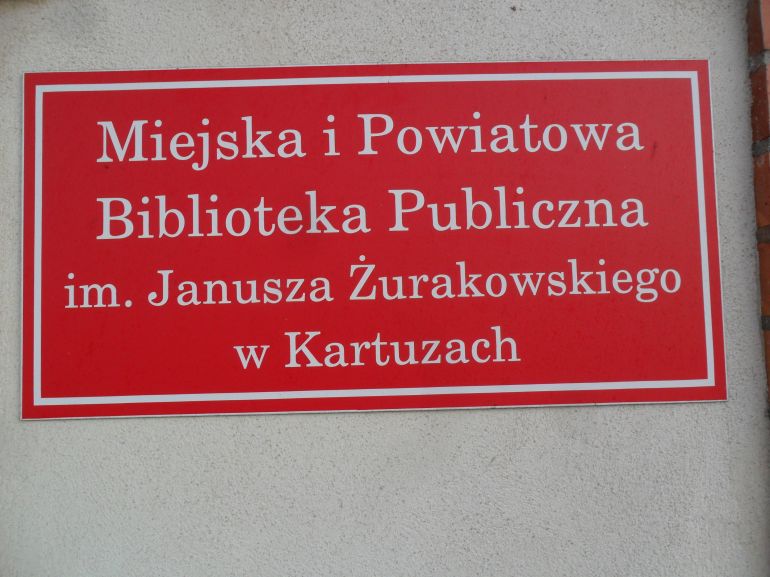 Miejska i Powiatowa
Biblioteka Publiczna
im. Janusza Żurakowskiego
w Kartuzach